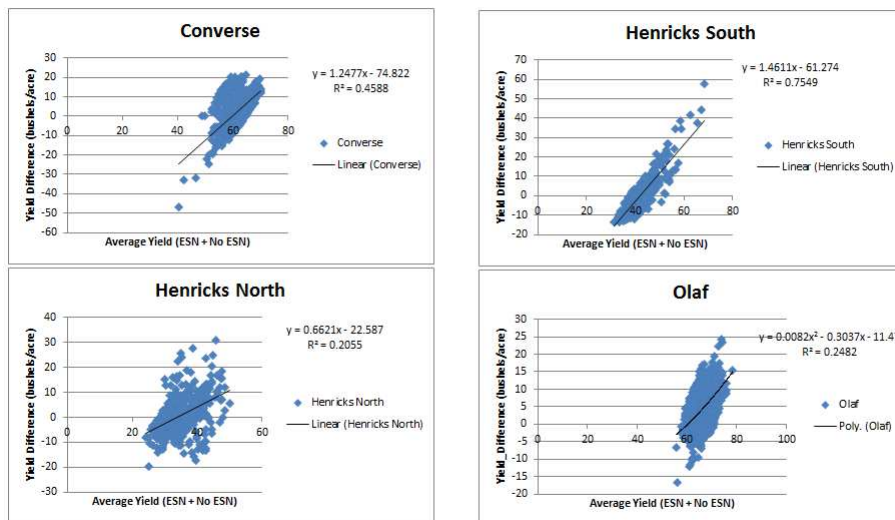 Converse
Yield Difference (bushels/acre)
30
20
10
0
-10
-20
-30
-40
-50
-60
0
20
40
60
80
Average Yield (ESN + No ESN)
y = 1.2477x - 74.822
R² = 0.4588
Converse
Linear (Converse)
Henricks South
Yield Difference (bushels/acre)
70
60
50
40
30
20
10
0
-10
-20
0
20
40
60
80
Average Yield (ESN + No ESN)
y = 1.4611x - 61.274
R² = 0.7549
Henricks South
Linear (Henricks South)
Henricks North
Yield Difference (bushels/acre)
40
30
20
10
0
-10
-20
-30
0
20
40
60
Average Yield (ESN + No ESN)
y = 0.6621x - 22.587
R² = 0.2055
Henricks North
Linear (Henricks North)
Olaf
Yield_Difference (bushels/acre)
30
25
20
15
10
5
0
-5
-10
-15
-20
0
20
40
60
80
100
Average Yield (ESN + No ESN)
y = 0.0082x² - 0.3037x - 11.47
R² = 0.2482
Olaf
Poly. (Olaf)